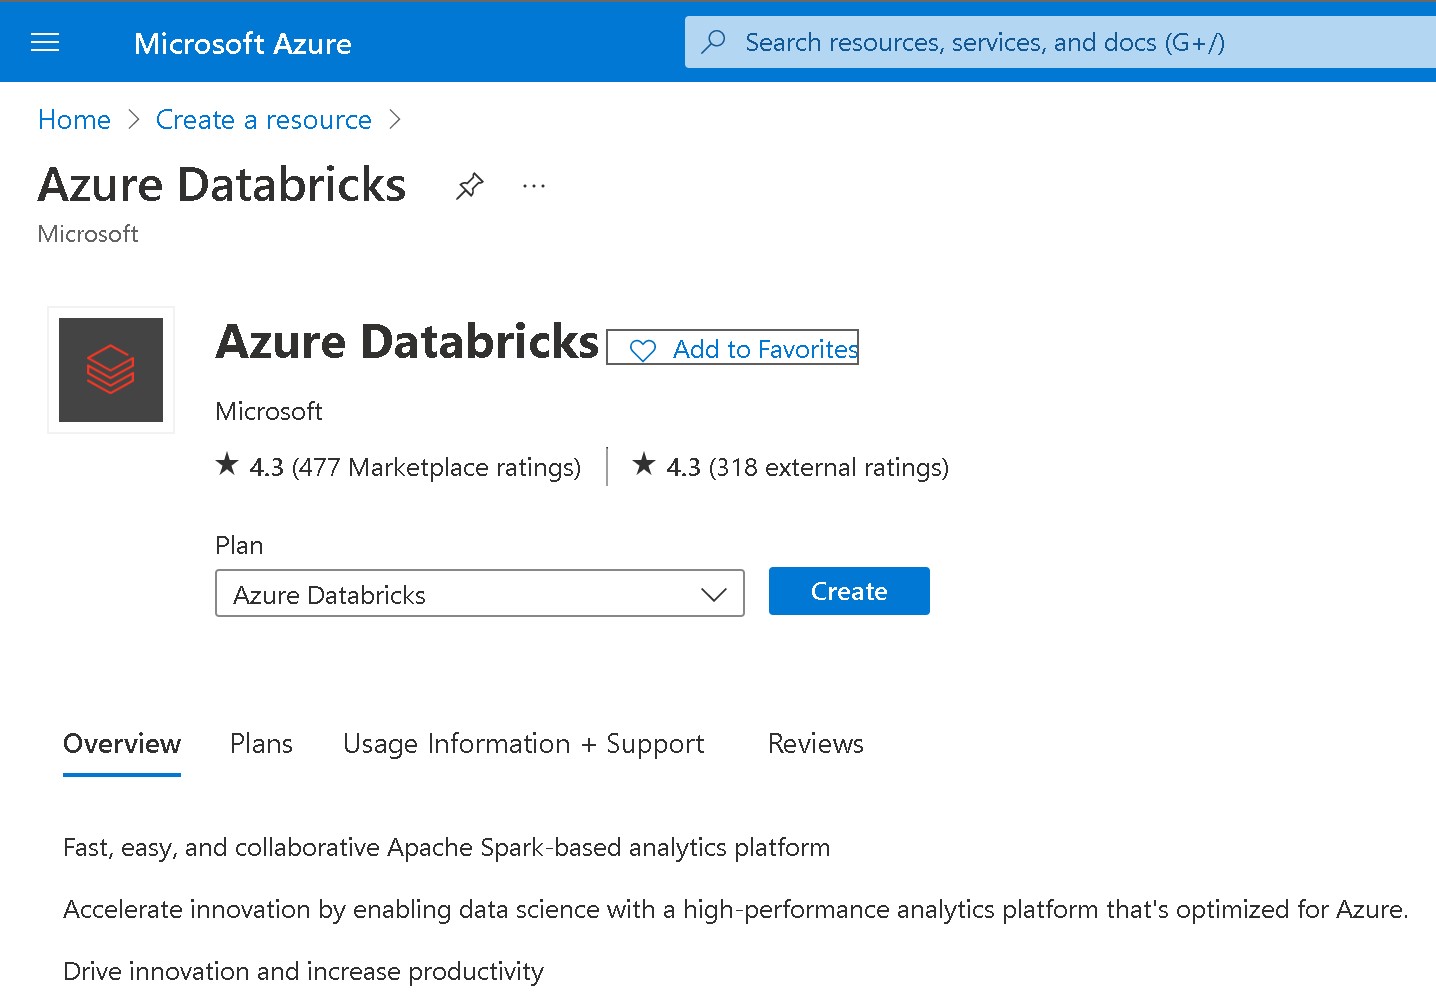 Microsoft Azure
Search resources, services, and docs (G+/)
Home > Create a resource >
Azure Databricks ...
Microsoft
Azure Databricks
Add to Favorites
Microsoft
★ 4.3 (477 Marketplace ratings) | ★ 4.3 (318 external ratings)
Plan
Azure Databricks
Create
Overview Plans Usage Information + Support Reviews
Fast, easy, and collaborative Apache Spark-based analytics platform
Accelerate innovation by enabling data science with a high-performance analytics platform that's optimized for Azure.
Drive innovation and increase productivity